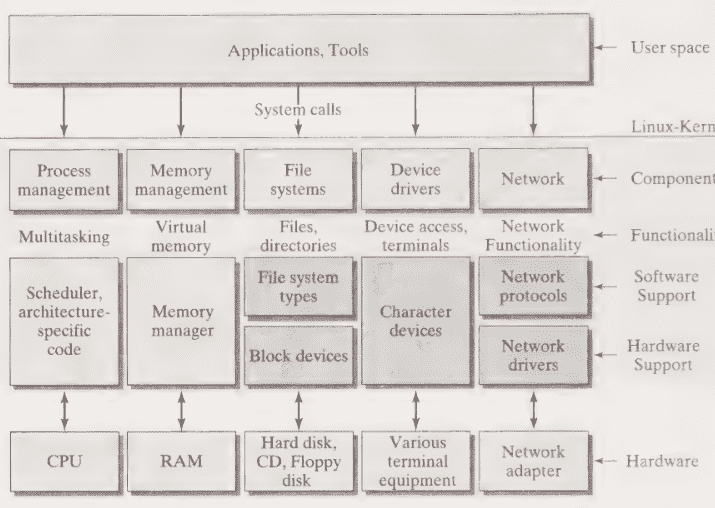 Applications, Tools
User space
System calls
Linux-Kern
Process
management
Memory
management
File
systems
Device
drivers
Network
Component
Multitasking
Virtual
memory
Files,
directories
Device access,
terminals
Network
Functionality
Functionali
Scheduler,
architecture-
specific
code
Memory
manager
File system
types
Block devices
Character
devices
Network
protocols
Network
drivers
Software
Support
Hardware
Support
CPU
RAM
Hard disk,
CD, Floppy
disk
Various
terminal
equipment
Network
adapter
Hardware